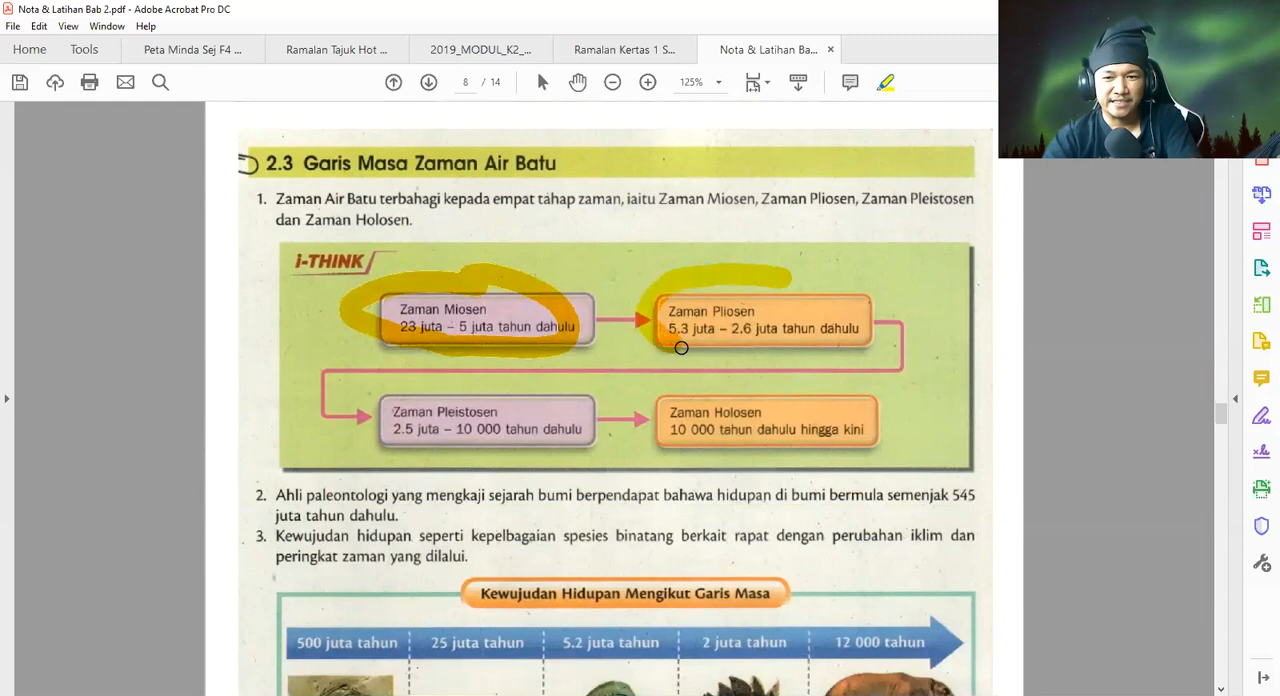 Nota & Latihan Bab 2.pdf - Adobe Acrobat Pro DC
File Edit View Window Help
Home Tools Peta Minda Sej F4 ... Ramalan Tajuk Hot ... 2019_MODUL_K2_... Ramalan Kertas 1 S... Nota & Latihan Ba... ×
8 / 14 125%
2.3 Garis Masa Zaman Air Batu
1. Zaman Air Batu terbahagi kepada empat tahap zaman, iaitu Zaman Miosen, Zaman Pliosen, Zaman Pleistosen
dan Zaman Holosen.
i-THINK
Zaman Miosen
23 juta – 5 juta tahun dahulu
Zaman Pliosen
5.3 juta – 2.6 juta tahun dahulu
Zaman Pleistosen
2.5 juta – 10 000 tahun dahulu
Zaman Holosen
10 000 tahun dahulu hingga kini
2. Ahli paleontologi yang mengkaji sejarah bumi berpendapat bahawa hidupan di bumi bermula semenjak 545
juta tahun dahulu.
3. Kewujudan hidupan seperti kepelbagaian spesies binatang berkait rapat dengan perubahan iklim dan
peringkat zaman yang dilalui.
Kewujudan Hidupan Mengikut Garis Masa
500 juta tahun 25 juta tahun 5.2 juta tahun 2 juta tahun 12 000 tahun